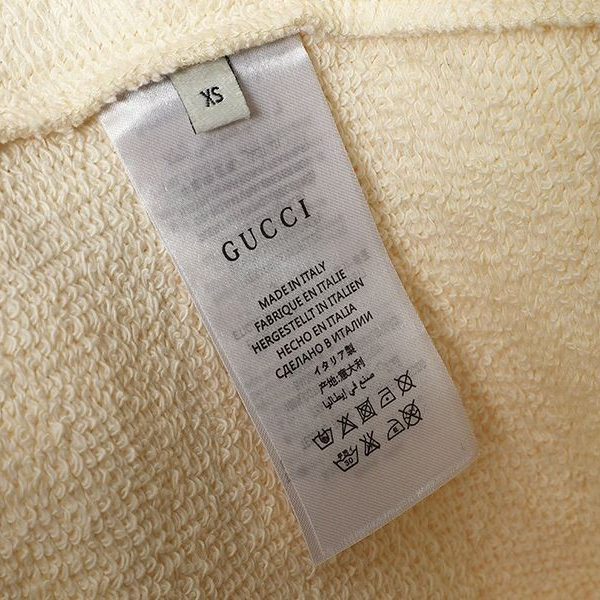 XS
GUCCI
MADE IN ITALY
FABRIQUE EN ITALIE
HERGESTELLT IN ITALIEN
HECHO EN ITALIA
СДЕЛАНО В ИТАЛИИ
イタリア製
产地:意大利
صنع في إيطاليا
30